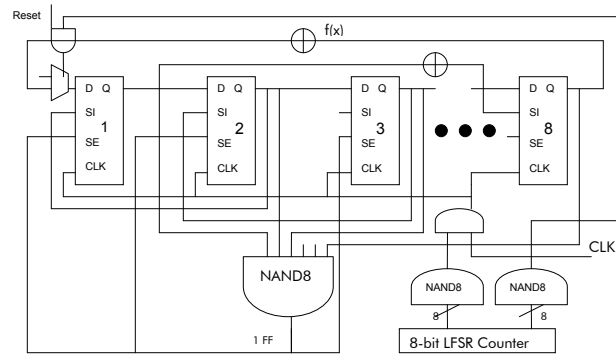 Reset
f(x)
D Q
SI
1
SE
CLK
D Q
SI
2
SE
CLK
D Q
SI
3
SE
CLK
D Q
SI
8
SE
CLK
CLK
NAND8
NAND8
NAND8
8
8
1 FF
8-bit LFSR Counter